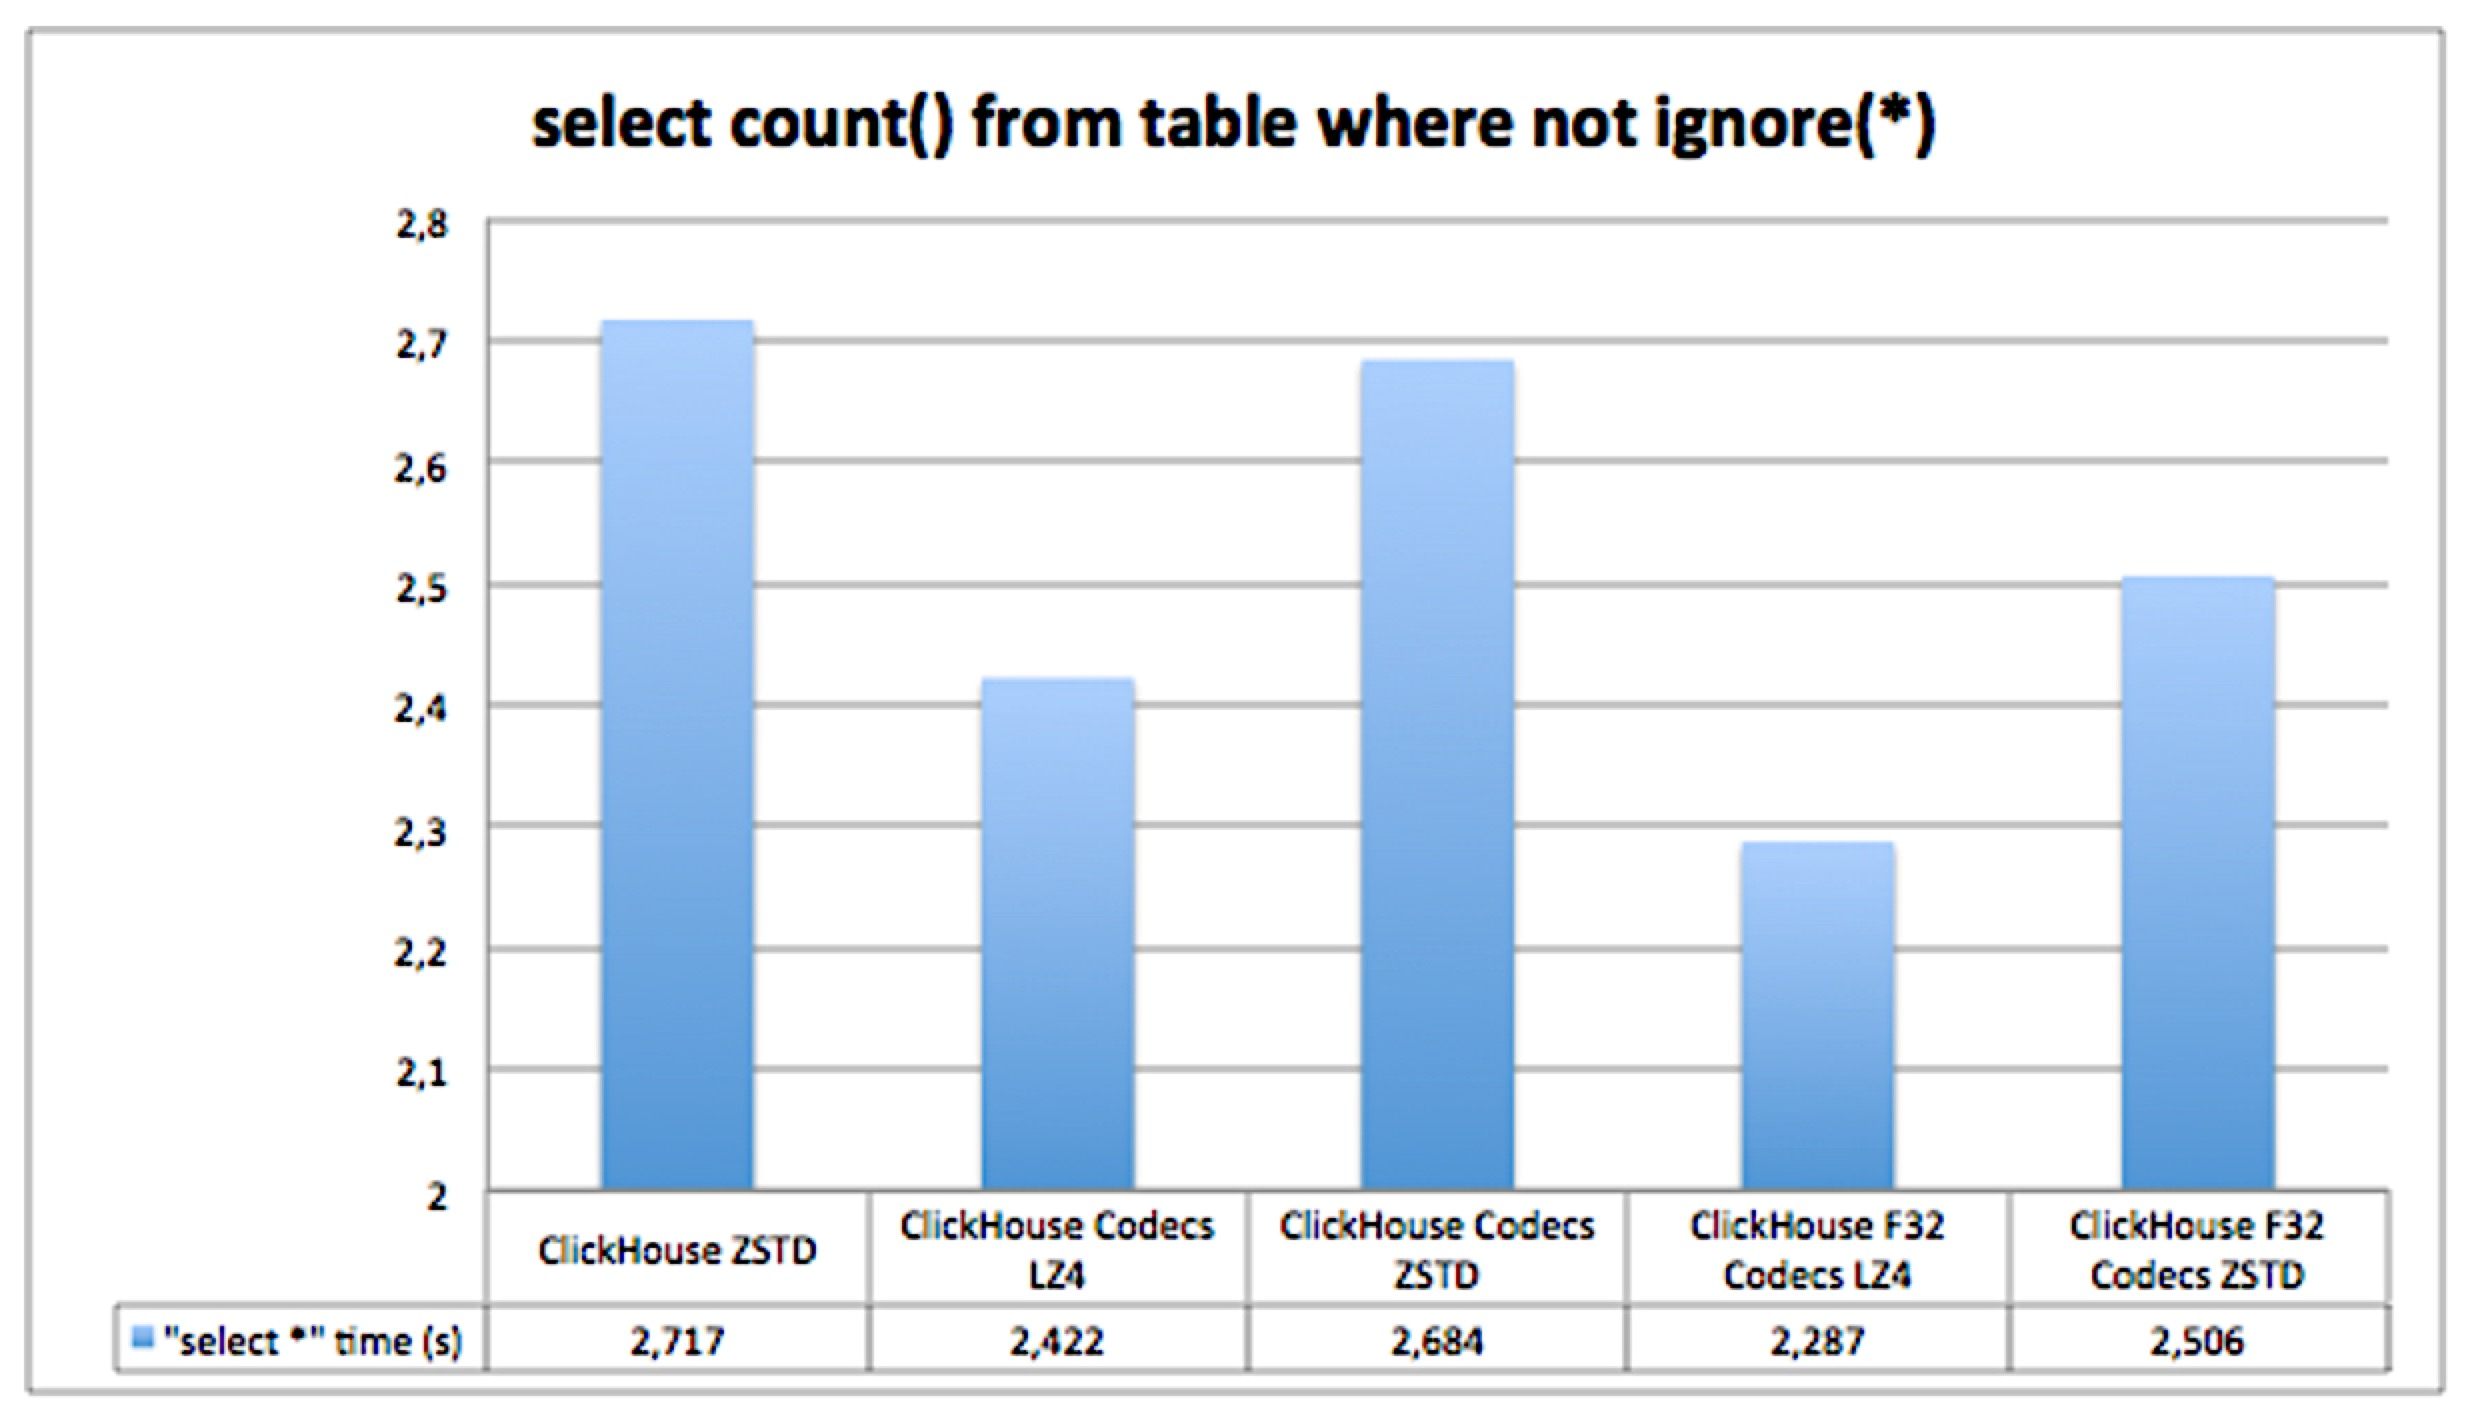 select count() from table where not ignore(*)
2,8
2,7
2,6
2,5
2,4
2,3
2,2
2,1
2
ClickHouse ZSTD
ClickHouse Codecs
LZ4
ClickHouse Codecs
ZSTD
ClickHouse F32
Codecs LZ4
ClickHouse F32
Codecs ZSTD
"select *" time (s) 2,717 2,422 2,684 2,287 2,506